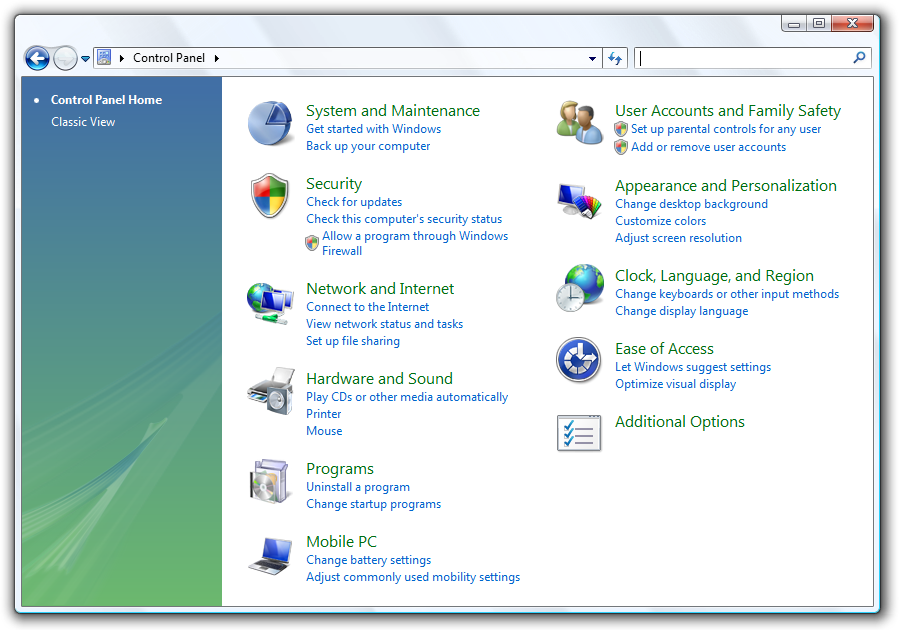 Control Panel
Control Panel Home
Classic View
System and Maintenance
Get started with Windows
Back up your computer
Security
Check for updates
Check this computer's security status
Allow a program through Windows
Firewall
Network and Internet
Connect to the Internet
View network status and tasks
Set up file sharing
Hardware and Sound
Play CDs or other media automatically
Printer
Mouse
Programs
Uninstall a program
Change startup programs
Mobile PC
Change battery settings
Adjust commonly used mobility settings
User Accounts and Family Safety
Set up parental controls for any user
Add or remove user accounts
Appearance and Personalization
Change desktop background
Customize colors
Adjust screen resolution
Clock, Language, and Region
Change keyboards or other input methods
Change display language
Ease of Access
Let Windows suggest settings
Optimize visual display
Additional Options